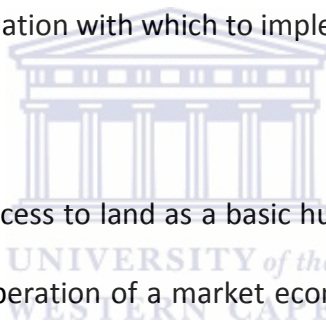 ation with which to imple
ccess to land as a basic hu
UNIVERSITY of the
peration of a market econ
WESTERN CAPE